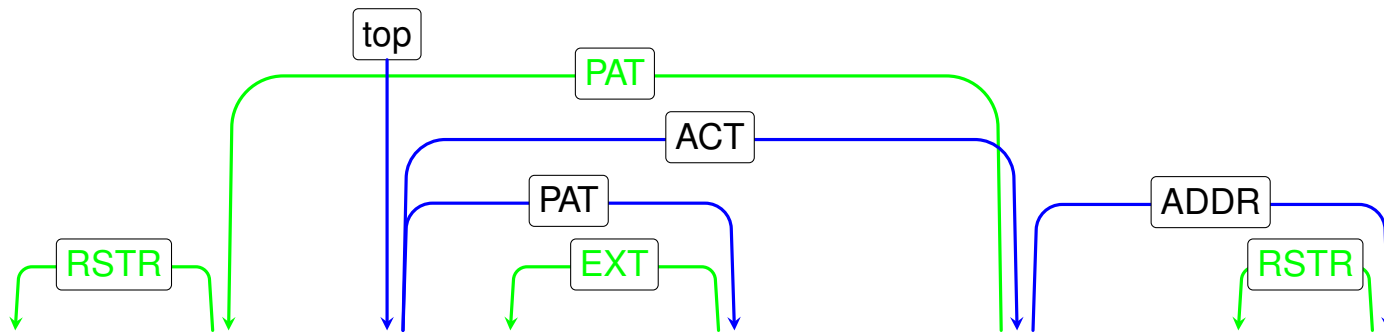 top
PAT
ACT
PAT
ADDR
RSTR
EXT
RSTR